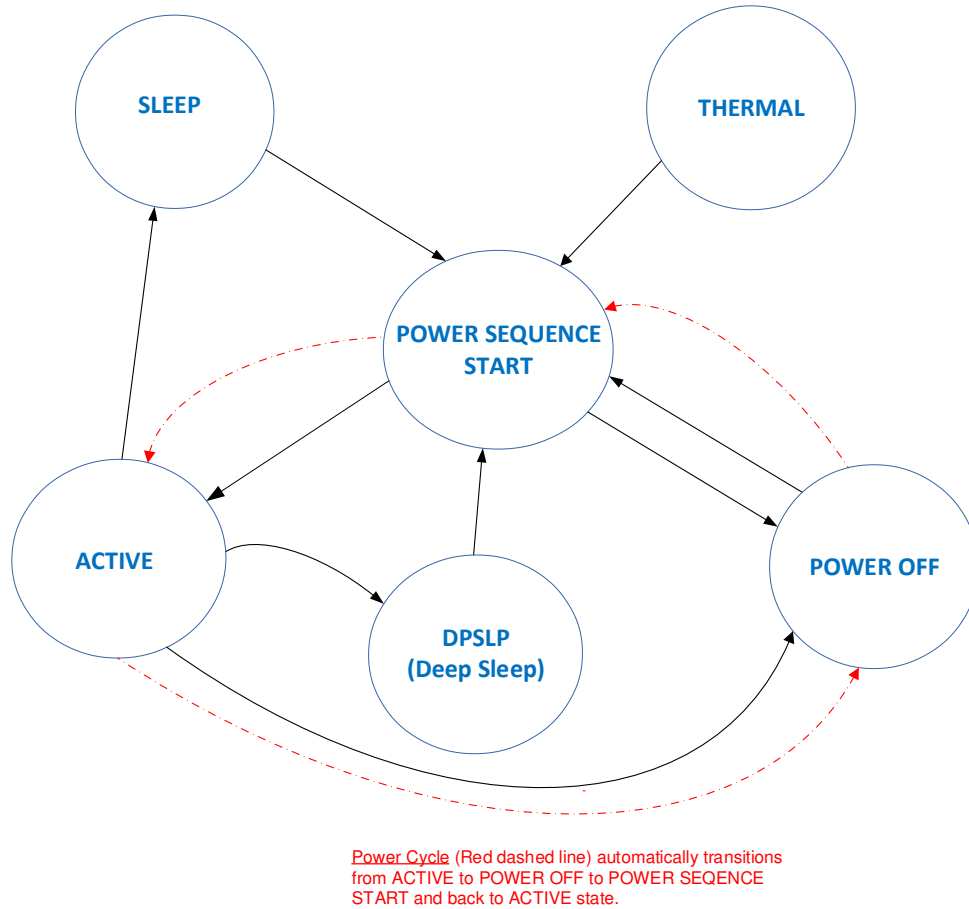 SLEEP
THERMAL
POWER SEQUENCE
START
ACTIVE
POWER OFF
DPSLP
(Deep Sleep)
Power Cycle (Red dashed line) automatically transitions
from ACTIVE to POWER OFF to POWER SEQENCE
START and back to ACTIVE state.